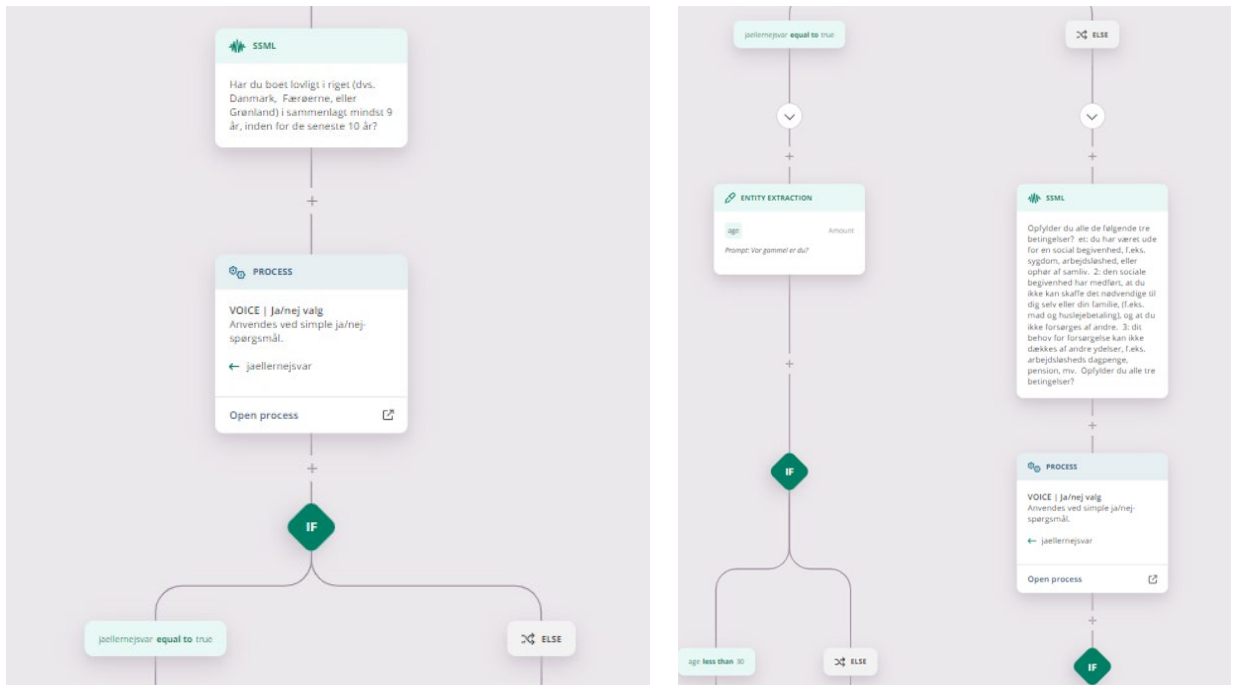 SSML
Har du boet lovligt i riget (dvs.
Danmark, Færøerne, eller
Grønland) i sammenlagt mindst 9
år, inden for de seneste 10 år?
PROCESS
VOICE | Ja/nej valg
Anvendes ved simple ja/nej-
spørgsmål.
jaellernejsvar
Open process
IF
jaellernejsvar equal to true
ELSE
jaellernejsvar equal to true
ELSE
ENTITY EXTRACTION
age Amount
Prompt: Vor gammel er du?
IF
age less than 30
ELSE
SSML
Opfylder du alle de følgende tre
betingelser? et: du har været ude
for en social begivenhed, f.eks.
sygdom, arbejdsløshed, eller
ophør af samliv. 2: den sociale
begivenhed har medført, at du
ikke kan skaffe det nødvendige til
dig selv eller din familie, (f.eks.
mad og huslejebetaling), og at du
ikke forsørges af andre. 3: dit
behov for forsørgelse kan ikke
dækkes af andre ydelser, f.eks.
arbejdsløsheds dagpenge,
pension, mv. Opfylder du alle tre
betingelser?
PROCESS
VOICE | Ja/nej valg
Anvendes ved simple ja/nej-
spørgsmål.
jaellernejsvar
Open process
IF